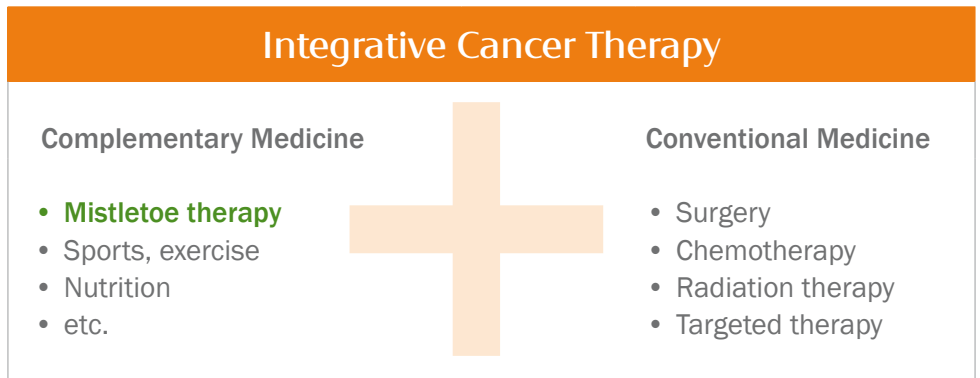 Integrative Cancer Therapy
Complementary Medicine
• Mistletoe therapy
• Sports, exercise
• Nutrition
• etc.
Conventional Medicine
• Surgery
• Chemotherapy
• Radiation therapy
• Targeted therapy